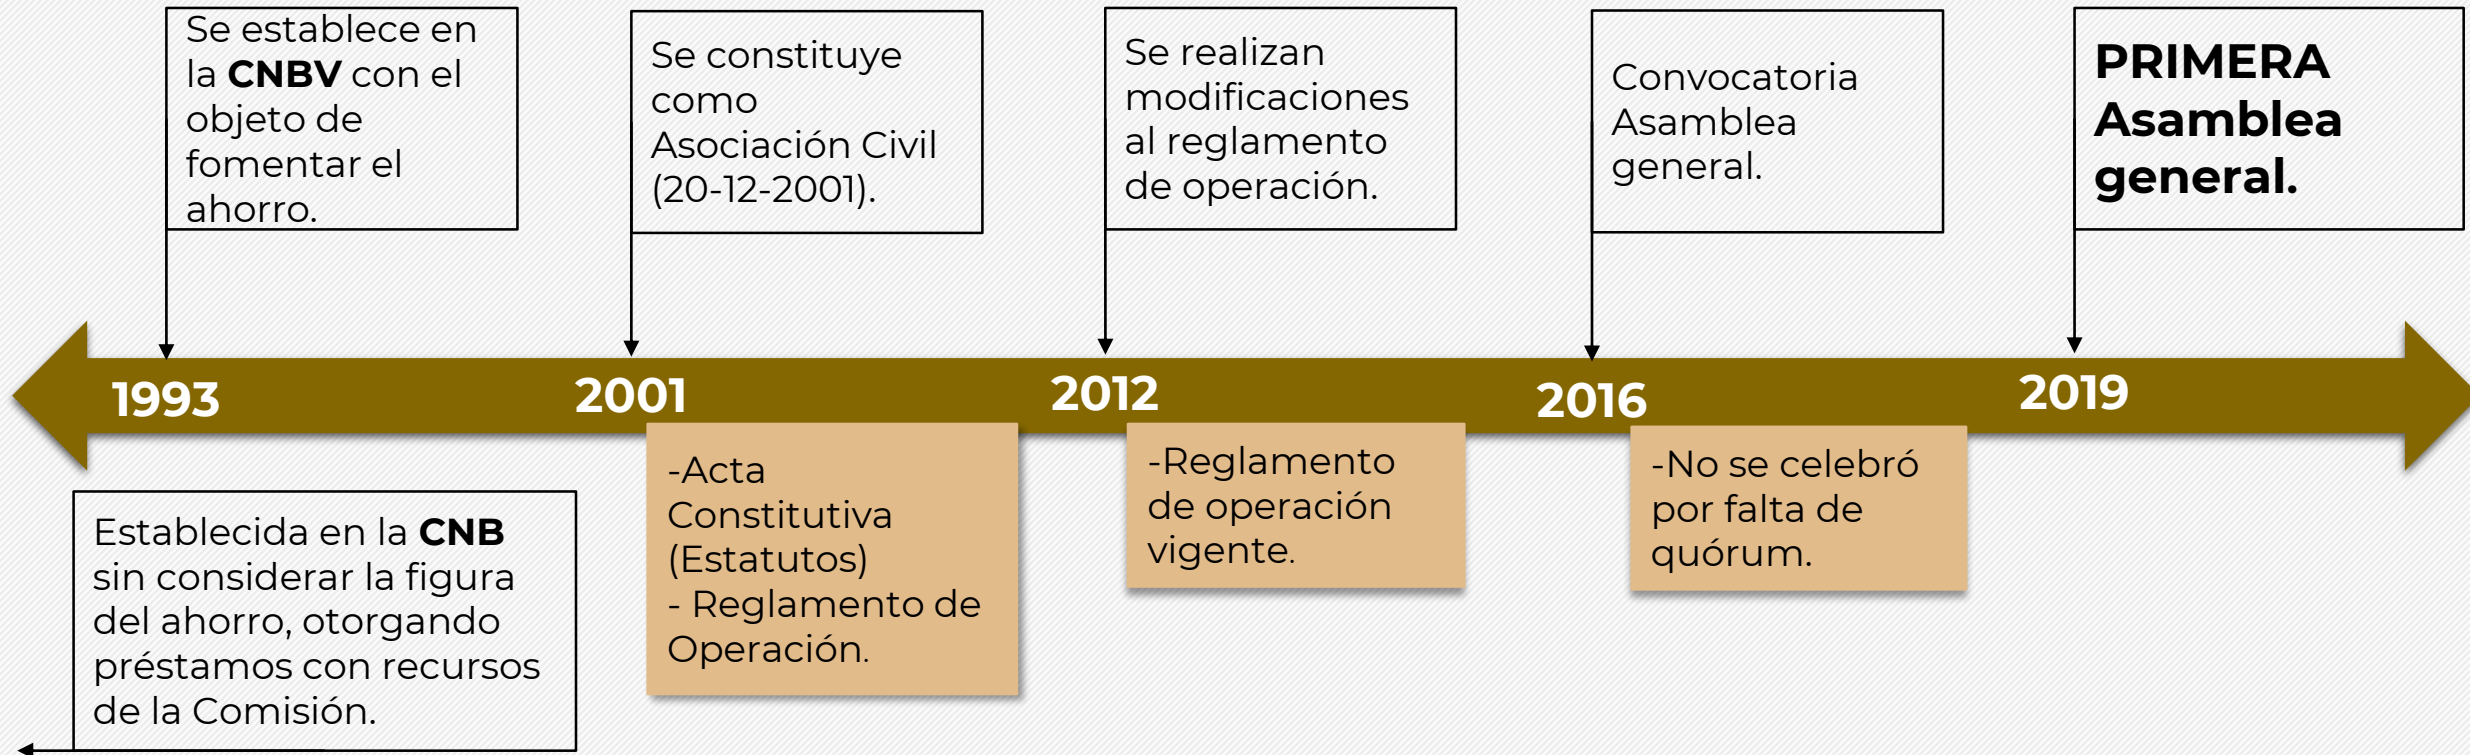 Se establece en
la CNBV con el
objeto de
fomentar el
ahorro.
Se constituye
como
Asociación Civil
(20-12-2001).
Se realizan
modificaciones
al reglamento
de operación.
Convocatoria
Asamblea
general.
PRIMERA
Asamblea
general.
1993
2001
2012
2016
2019
Establecida en la CNB
sin considerar la figura
del ahorro, otorgando
préstamos con recursos
de la Comisión.
-Acta
Constitutiva
(Estatutos)
- Reglamento de
Operación.
-Reglamento
de operación
vigente.
-No se celebró
por falta de
quórum.